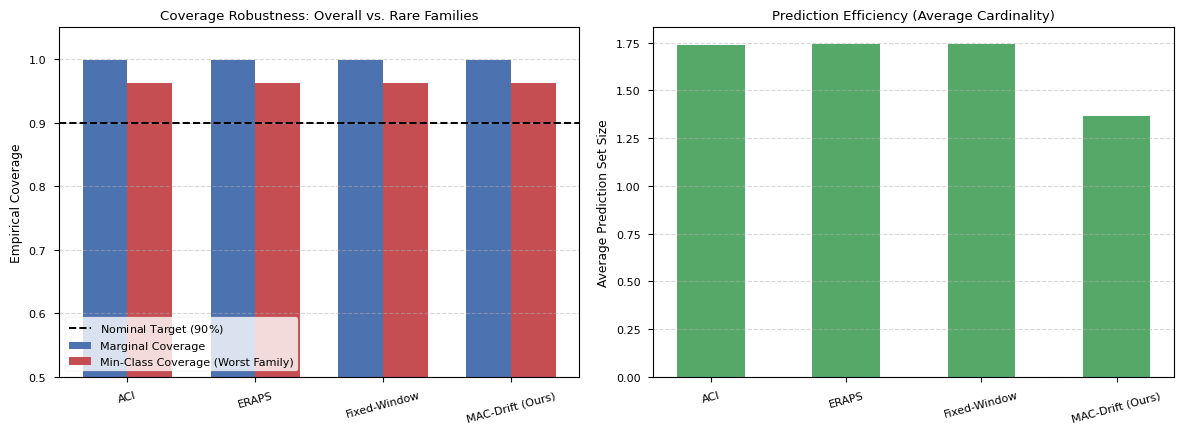 Coverage Robustness: Overall vs. Rare Families
Empirical Coverage
1.0
0.9
0.8
0.7
0.6
0.5
Nominal Target (90%)
Marginal Coverage
Min-Class Coverage (Worst Family)
ACI
ERAPS
Fixed-Window
MAC-Drift (Ours)
Prediction Efficiency (Average Cardinality)
Average Prediction Set Size
1.75
1.50
1.25
1.00
0.75
0.50
0.25
0.00
ACI
ERAPS
Fixed-Window
MAC-Drift (Ours)